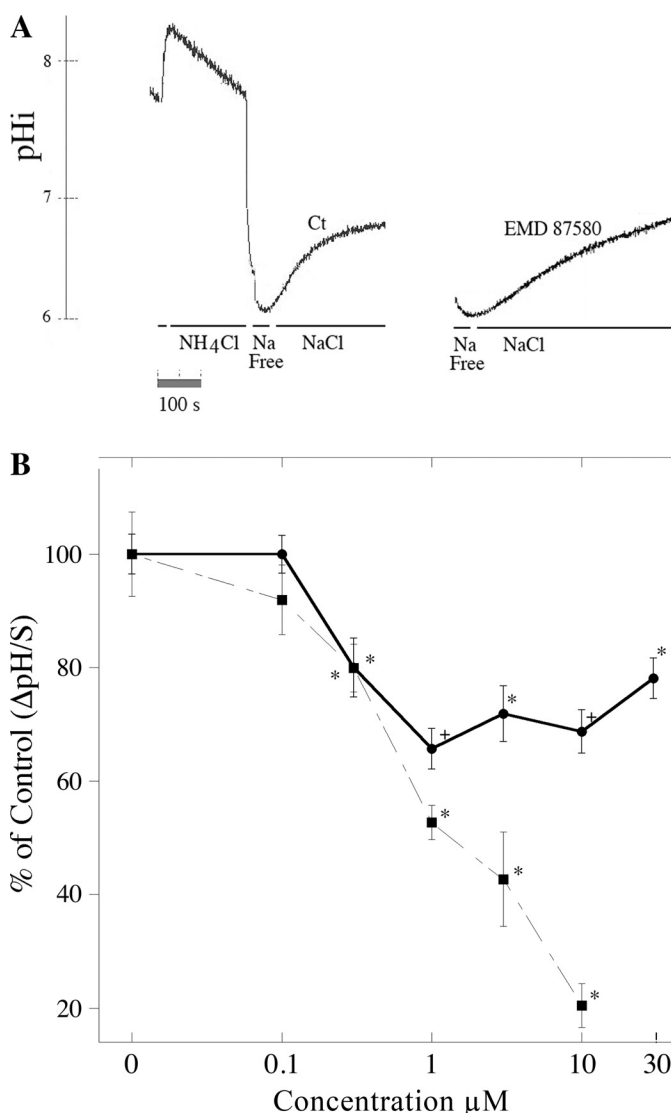 A
pHi
8
7
6
Ct
EMD 87580
NH4Cl
Na
Free
NaCl
Na
Free
NaCl
100 s
B
% of Control (ΔpH/S)
100
80
60
40
20
*
*
+
*
+
*
*
*
*
0
0.1
1
10
30
Concentration µM